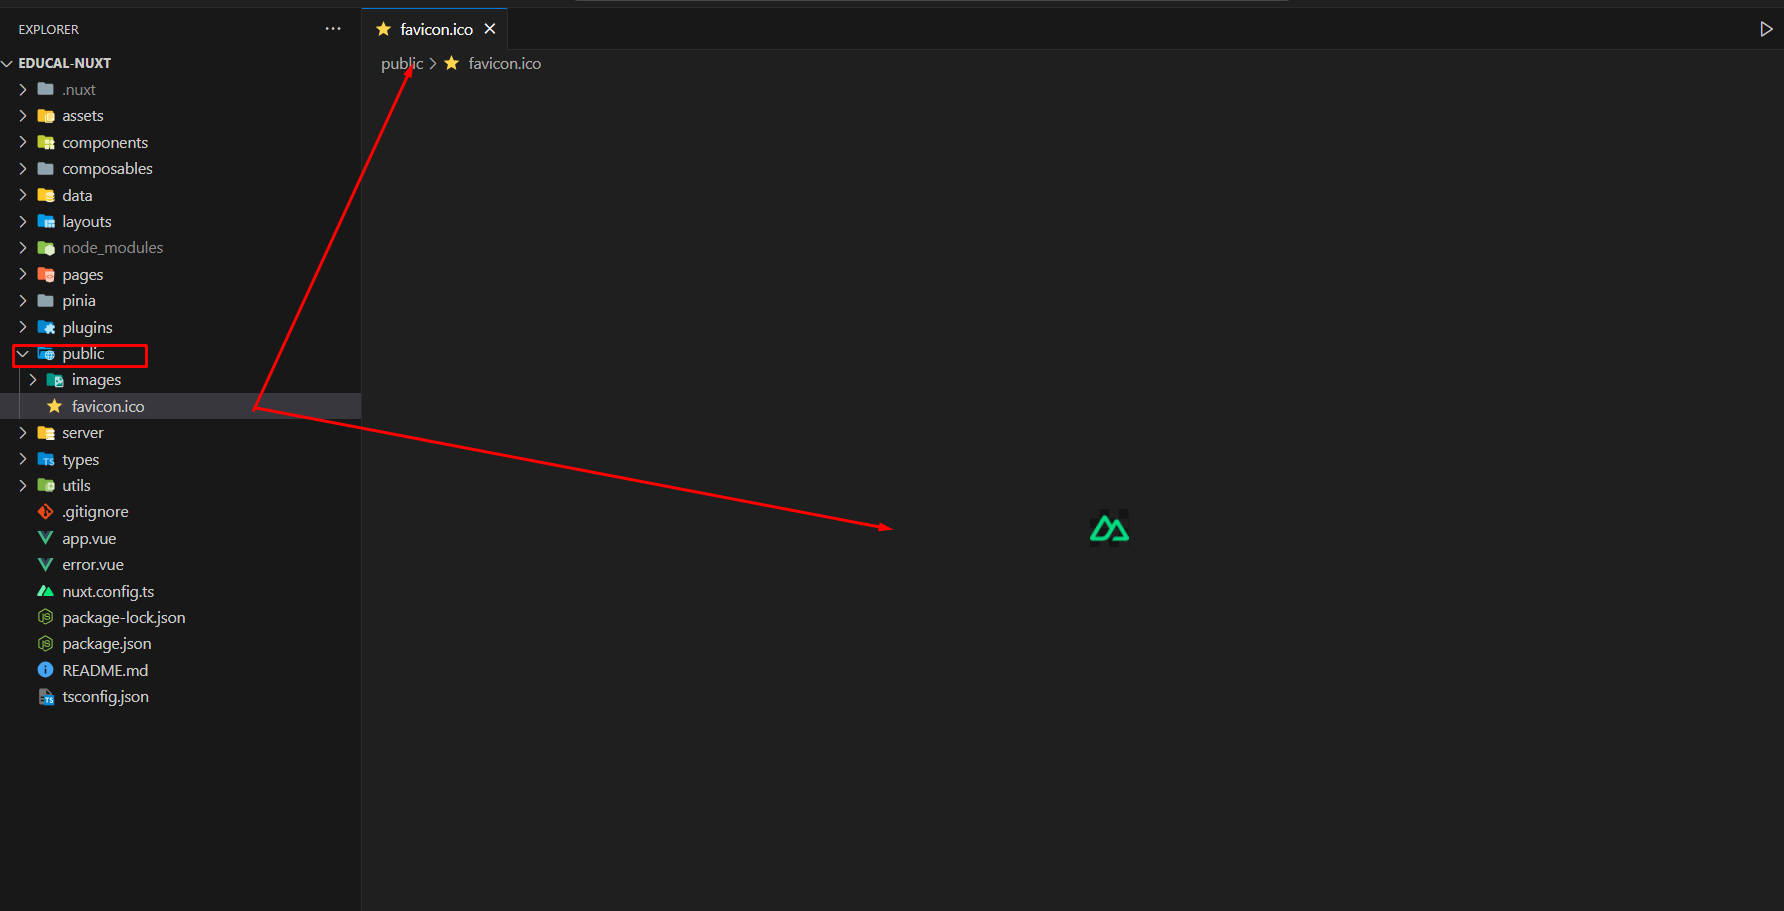 EXPLORER
EDUCAL-NUXT
.nuxt
assets
components
composables
data
layouts
node_modules
pages
pinia
plugins
public
images
favicon.ico
server
types
utils
.gitignore
app.vue
error.vue
nuxt.config.ts
package-lock.json
package.json
README.md
tsconfig.json
favicon.ico
public > favicon.ico